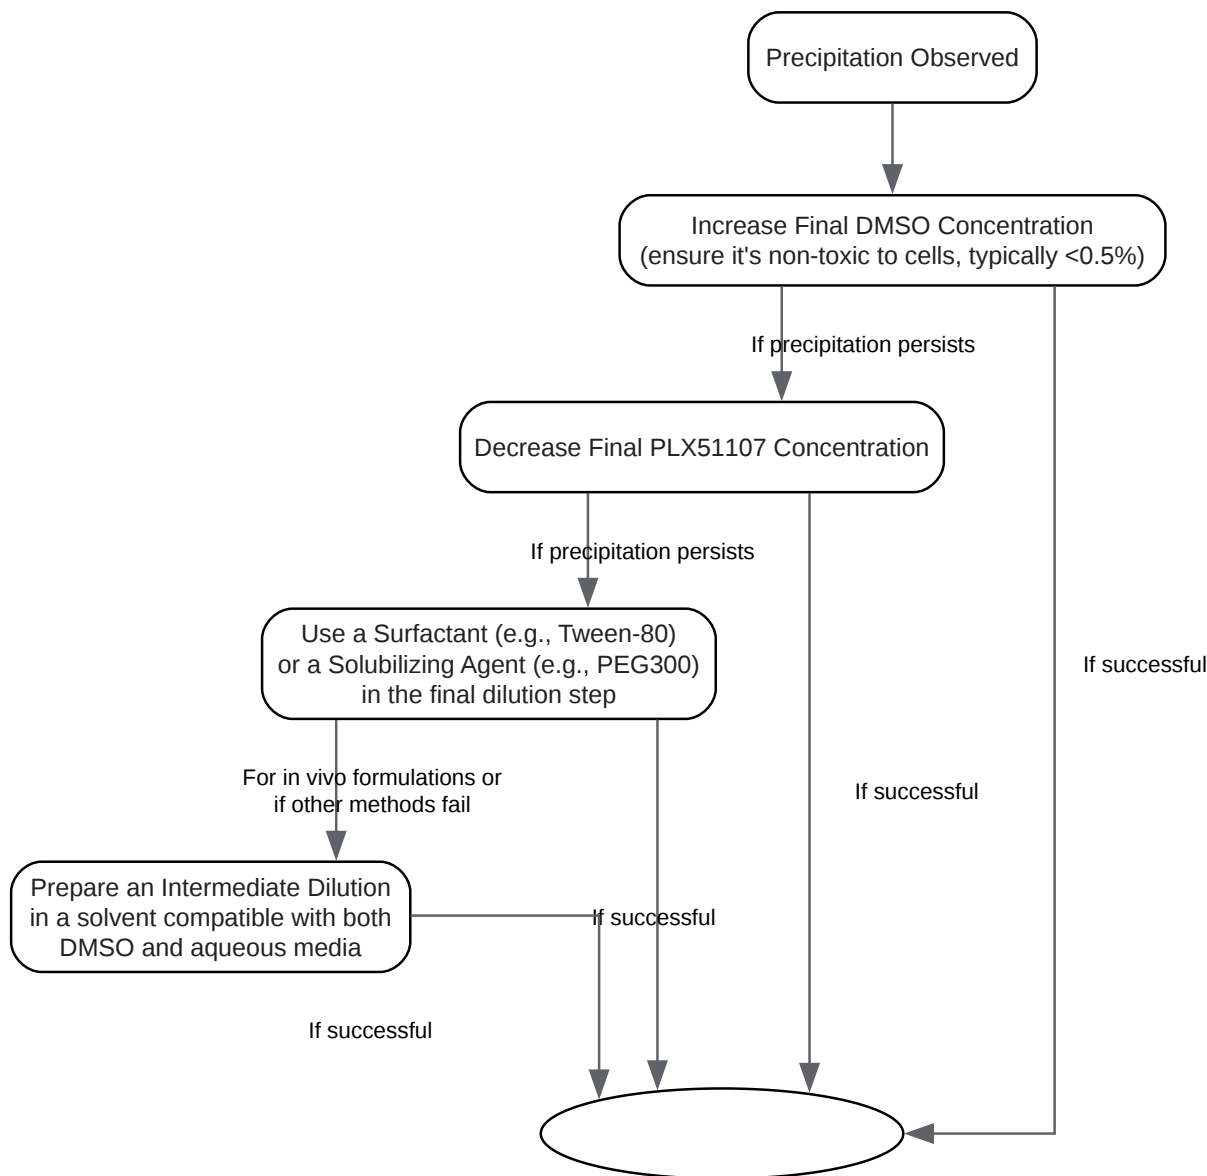 Precipitation Observed
Increase Final DMSO Concentration
(ensure it's non-toxic to cells, typically <0.5%)
If precipitation persists
Decrease Final PLX51107 Concentration
If precipitation persists
Use a Surfactant (e.g., Tween-80)
or a Solubilizing Agent (e.g., PEG300)
in the final dilution step
If successful
For in vivo formulations or
if other methods fail
If successful
Prepare an Intermediate Dilution
in a solvent compatible with both
DMSO and aqueous media
If successful
If successful